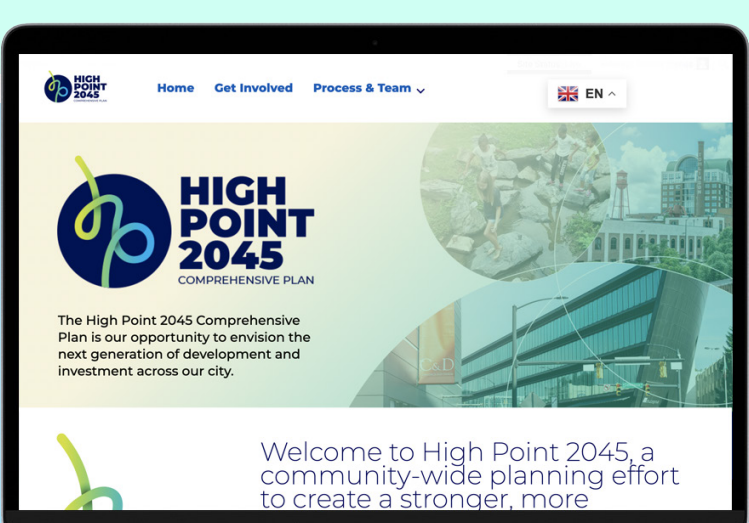 HIGH
POINT
2045
COMPREHENSIVE PLAN
Home Get Involved Process & Team
EN
HIGH
POINT
2045
COMPREHENSIVE PLAN
The High Point 2045 Comprehensive
Plan is our opportunity to envision the
next generation of development and
investment across our city.
C&D
Welcome to High Point 2045, a
community-wide planning effort
to create a stronger, more